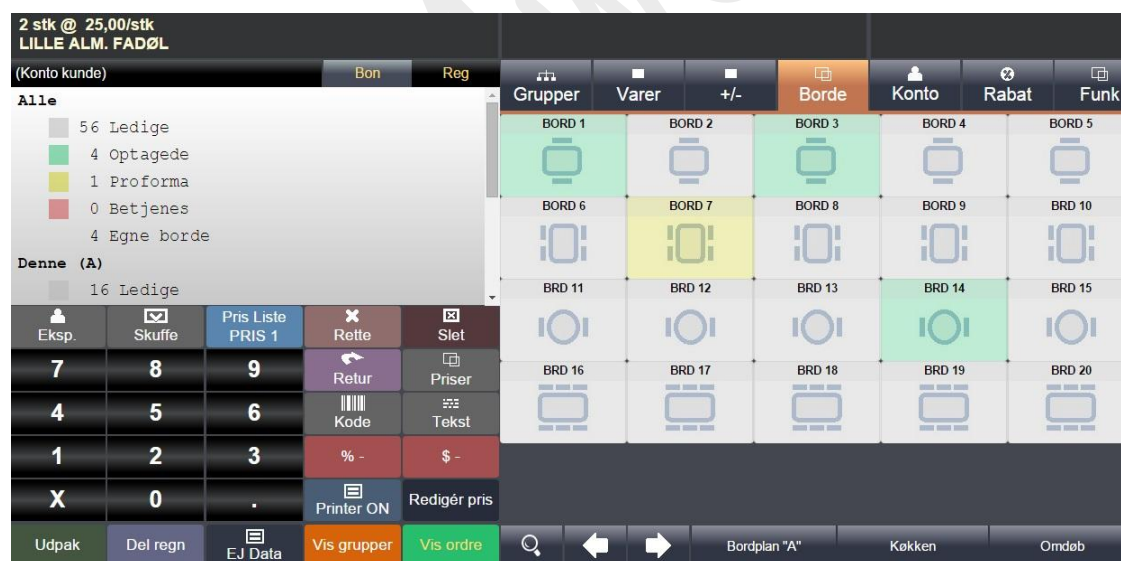 2 stk @ 25,00/stk
LILLE ALM. FADØL
(Konto kunde)
Bon
Reg
Alle
56 Ledige
4 Optagede
1 Proforma
0 Betjenes
4 Egne borde
Denne (A)
16 Ledige
Eksp.
Skuffe
Pris Liste
PRIS 1
Rette
Slet
7
8
9
Retur
Priser
4
5
6
Kode
Tekst
1
2
3
% -
$ -
X
0
.
Printer ON
Redigér pris
Udpak
Del regn
EJ Data
Vis grupper
Vis ordre
Grupper
Varer
+/-
Borde
Konto
Rabat
Funk
BORD 1
BORD 2
BORD 3
BORD 4
BORD 5
BORD 6
BORD 7
BORD 8
BORD 9
BRD 10
BRD 11
BRD 12
BRD 13
BRD 14
BRD 15
BRD 16
BRD 17
BRD 18
BRD 19
BRD 20
Bordplan "A"
Køkken
Omdøb